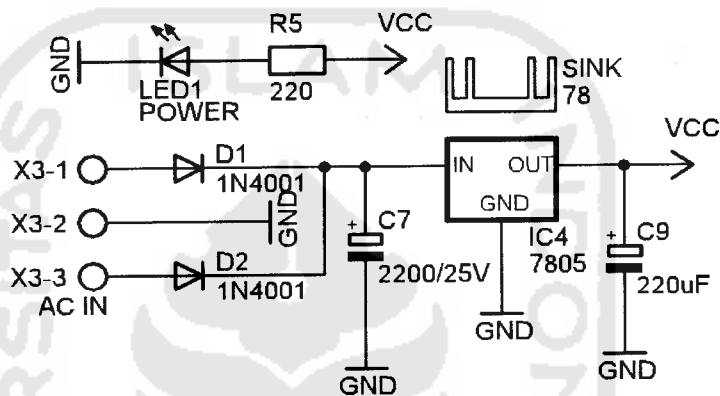 R5
VCC
GND
LED1
POWER
220
SINK
78
VCC
X3-1
D1
1N4001
IN
OUT
GND
X3-2
GND
C7
2200/25V
IC4
7805
C9
220uF
X3-3
AC IN
D2
1N4001
GND
GND
GND
ISLAM